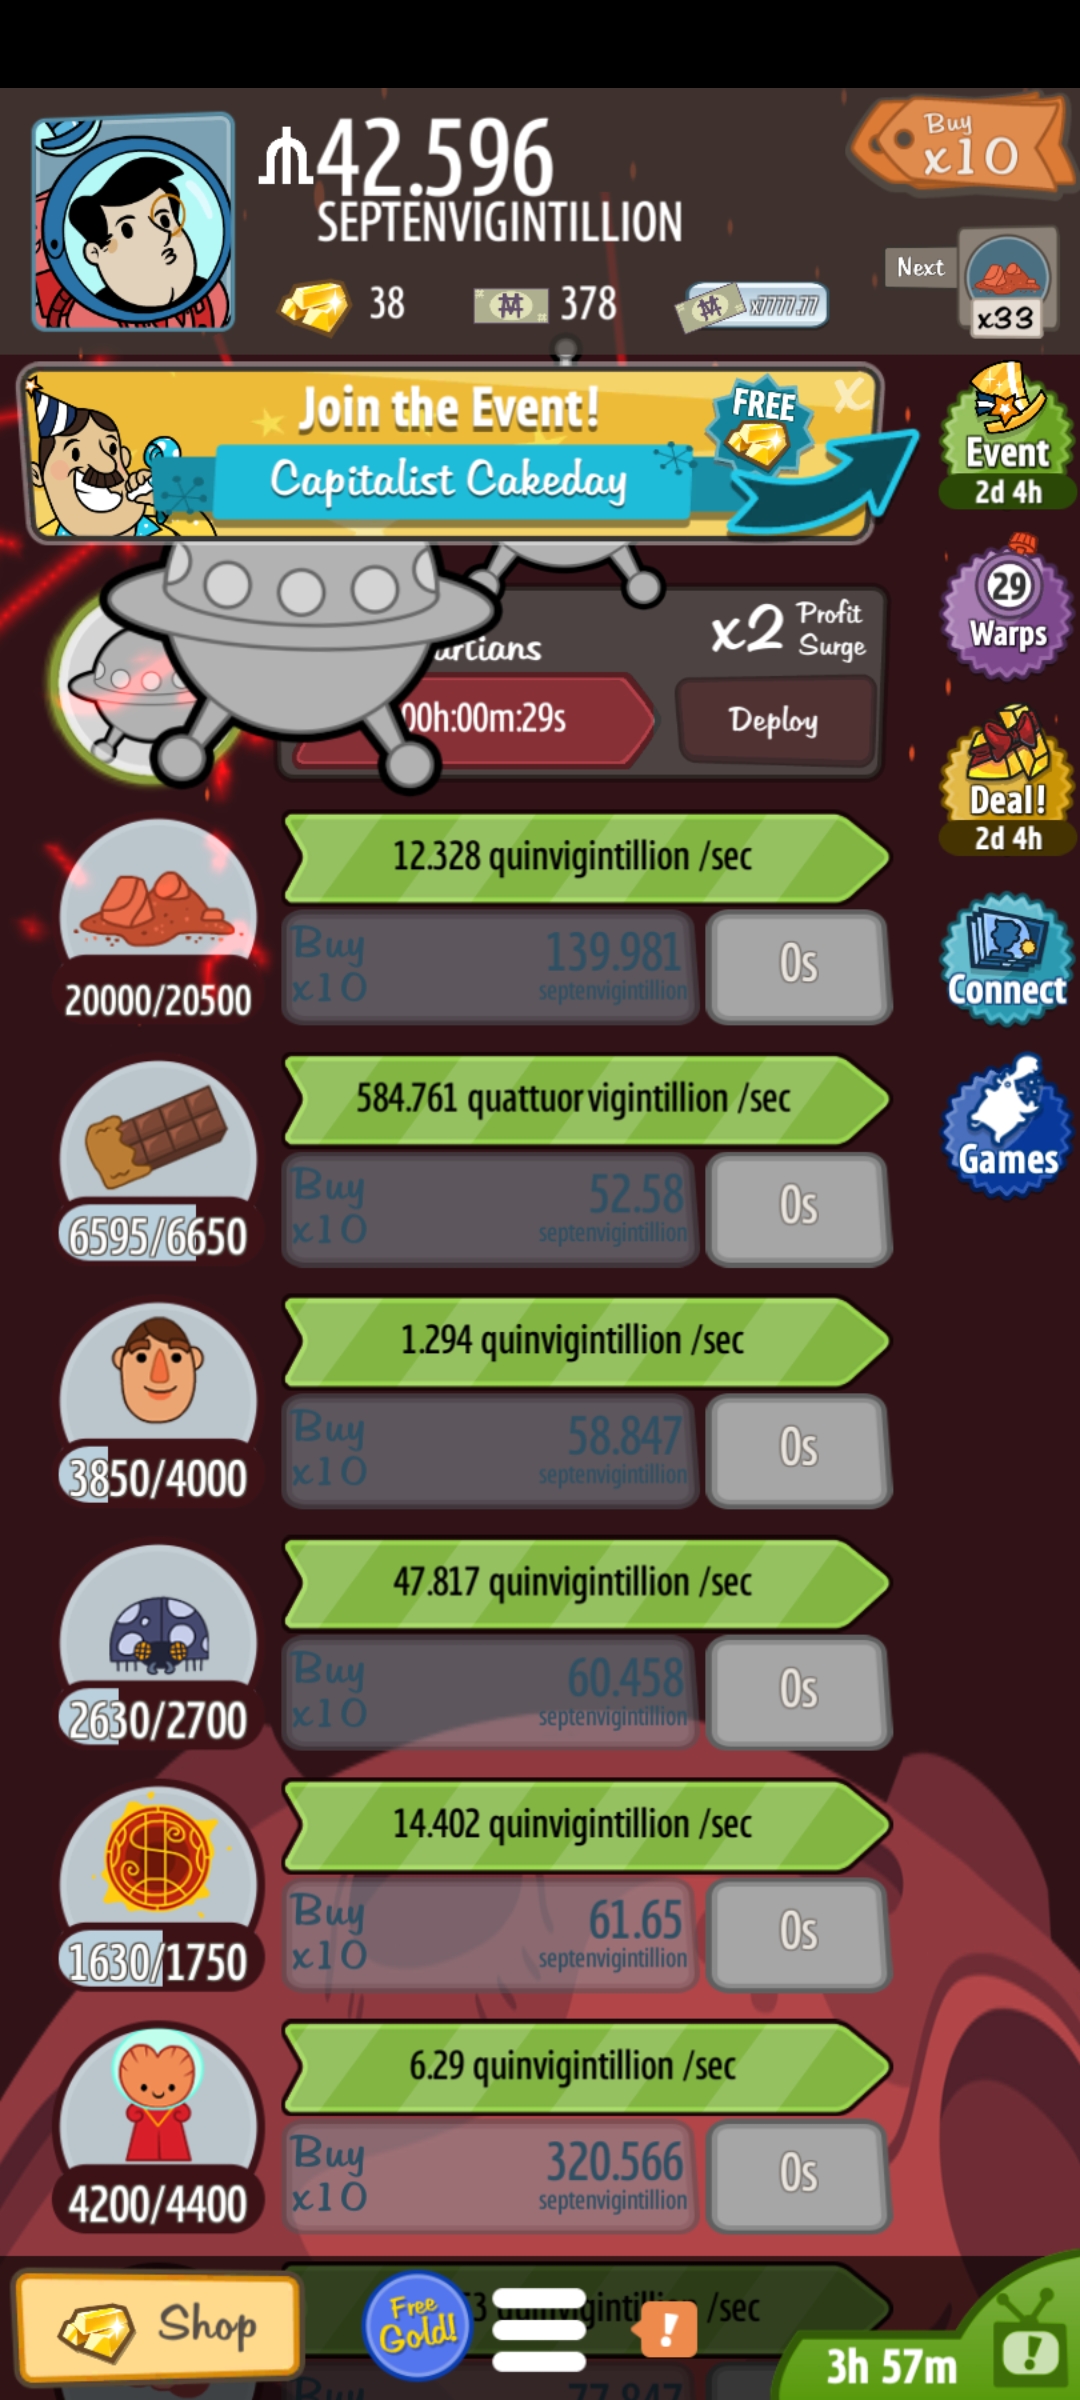 42.596
SEPTENVIGINTILLION
Buy
x10
38
378
x7777.77
Next
x33
Join the Event!
FREE
x
Capitalist Cakeday
Event
2d 4h
29
Warps
x2 Profit
Surge
00h:00m:29s
Deploy
Deal!
2d 4h
12.328 quinvigintillion /sec
Buy
x10
139.981
septenvigintillion
0s
20000/20500
Connect
584.761 quattuorvigintillion /sec
Buy
x10
52.58
septenvigintillion
0s
6595/6650
Games
1.294 quinvigintillion /sec
Buy
x10
58.847
septenvigintillion
0s
3850/4000
47.817 quinvigintillion /sec
Buy
x10
60.458
septenvigintillion
0s
2630/2700
14.402 quinvigintillion /sec
Buy
x10
61.65
septenvigintillion
0s
1630/1750
6.29 quinvigintillion /sec
Buy
x10
320.566
septenvigintillion
0s
4200/4400
Shop
Free
Gold!
/sec
!
3h 57m
!
Buy
77.847